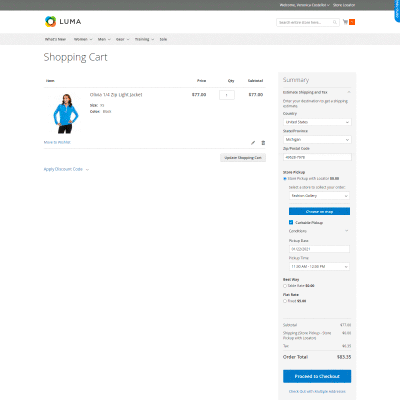 Welcome, Veronica Costello!
Store Locator
LUMA
Search entire store here...
What's New
Women
Men
Gear
Training
Sale
Shopping Cart
Item
Price
Qty
Subtotal
Olivia 1/4 Zip Light Jacket
$77.00
1
$77.00
Size: XS
Color: Black
Move to Wishlist
Update Shopping Cart
Apply Discount Code
Summary
Estimate Shipping and Tax
Enter your destination to get a shipping
estimate.
Country
United States
State/Province
Michigan
Zip/Postal Code
49628-7978
Store Pickup
Store Pickup with Locator $0.00
Select a store to collect your order:
Fashion Gallery
Choose on map
Curbside Pickup
Conditions
Pickup Date
01/22/2021
Pickup Time
11:30 AM - 12:00 PM
Best Way
Table Rate $0.00
Flat Rate
Fixed $5.00
Subtotal
$77.00
Shipping (Store Pickup - Store
Pickup with Locator)
$0.00
Tax
$6.35
Order Total
$83.35
Proceed to Checkout
Check Out with Multiple Addresses